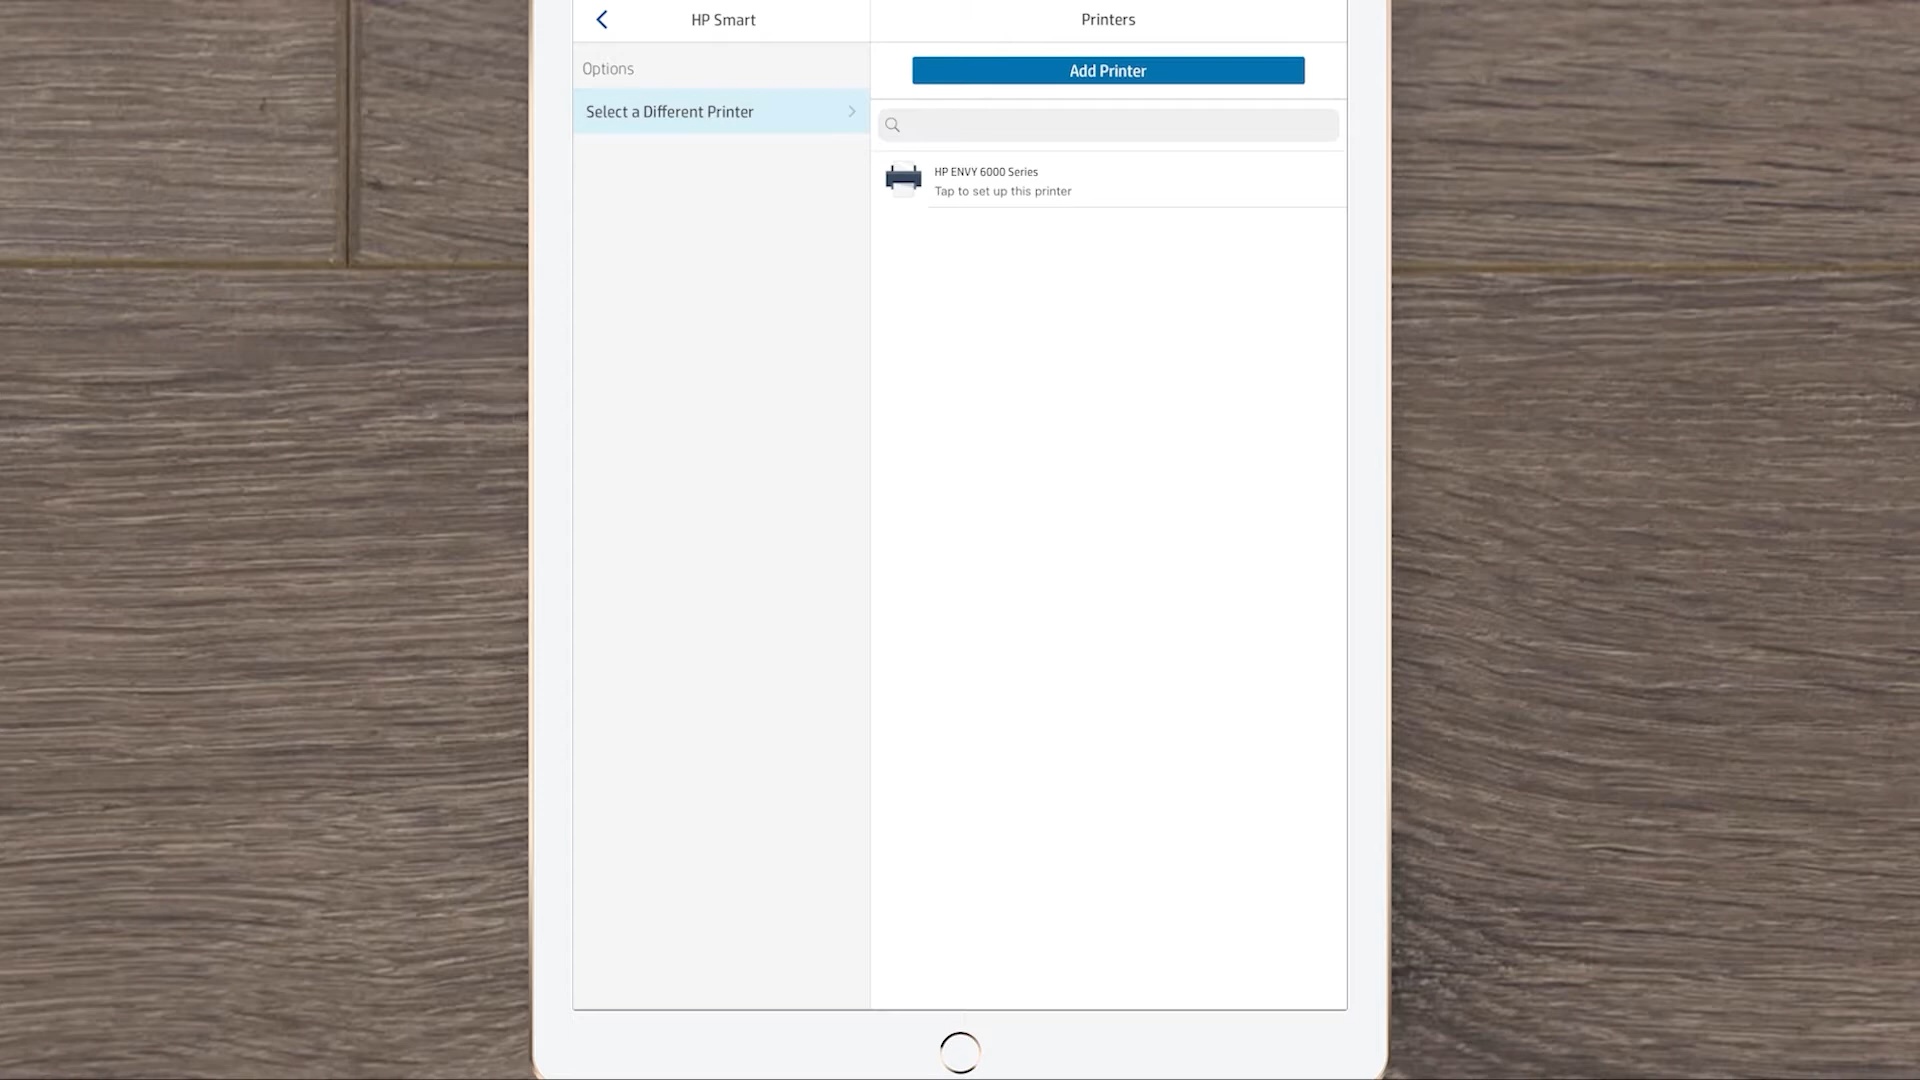 HP Smart
Printers
Options
Add Printer
Select a Different Printer
HP ENVY 6000 Series
Tap to set up this printer